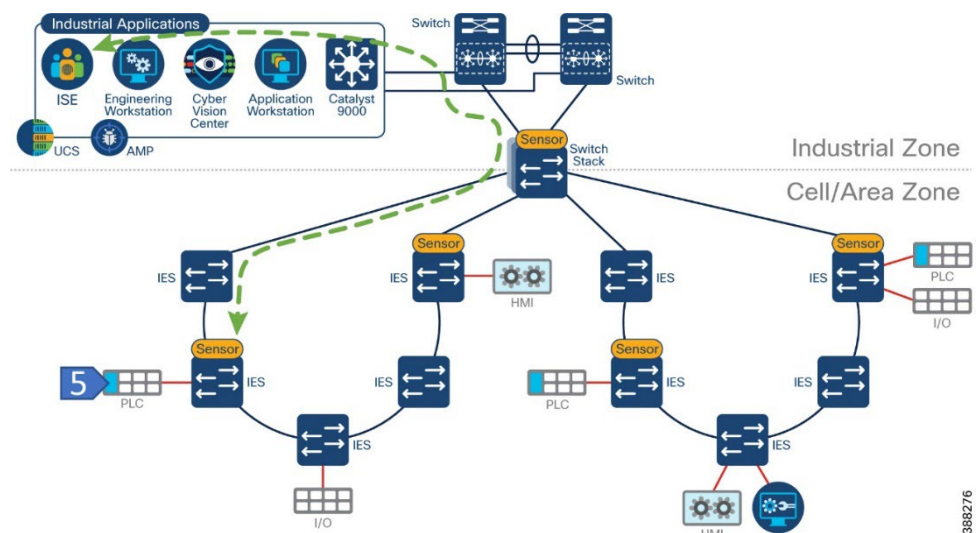 Industrial Applications
ISE
Engineering
Workstation
Cyber
Vision
Center
Application
Workstation
Catalyst
9000
UCS
AMP
Switch
Switch
Sensor
Switch
Stack
Industrial Zone
Cell/Area Zone
IES
Sensor
IES
HMI
IES
Sensor
IES
PLC
I/O
5
PLC
Sensor
IES
IES
PLC
Sensor
IES
IES
IES
I/O
IES
HMI
388276